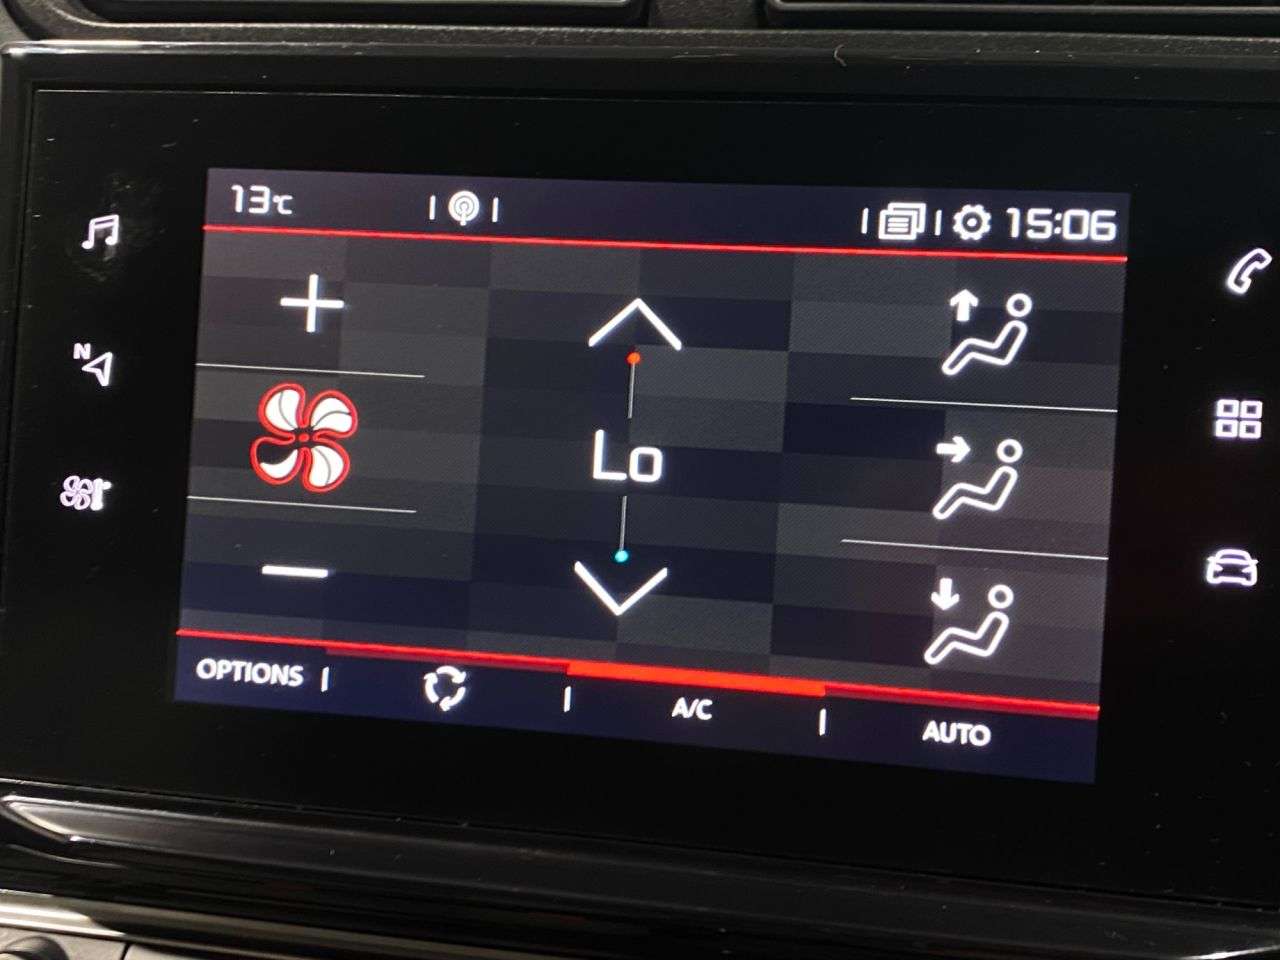 13°C
15:06
N
Lo
OPTIONS
A/C
AUTO